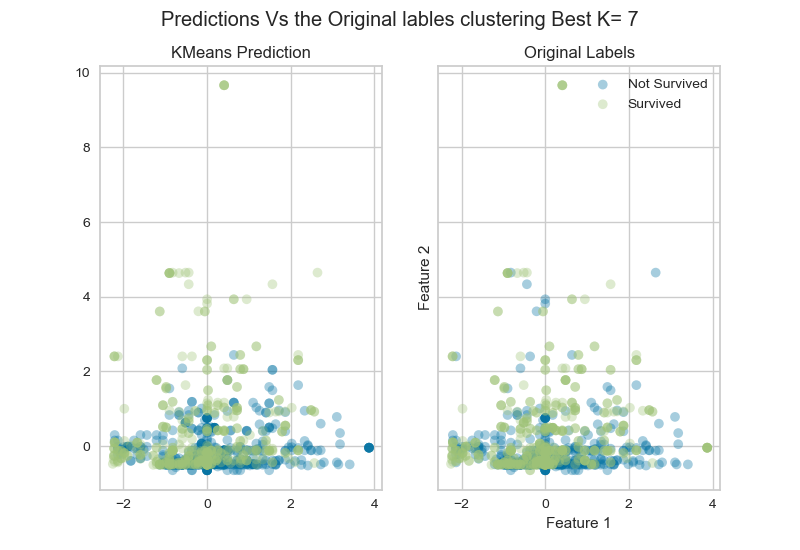 Predictions Vs the Original lables clustering Best K= 7
KMeans Prediction
10
8
6
4
2
0
−2
0
2
4
Original Labels
Not Survived
Survived
Feature 2
−2
0
2
4
Feature 1